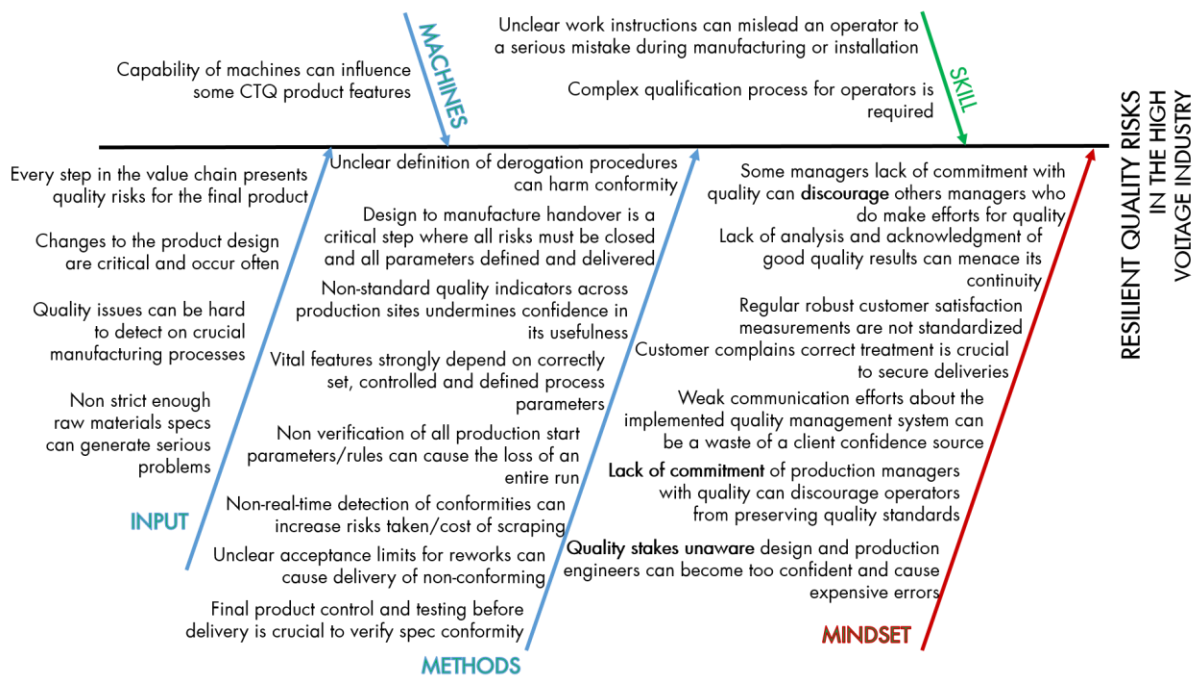 Unclear work instructions can mislead an operator to
a serious mistake during manufacturing or installation
Complex qualification process for operators is
required
SKILL
Capability of machines can influence
some CTQ product features
MACHINES
RESILIENT QUALITY RISKS
IN THE HIGH
VOLTAGE INDUSTRY
Every step in the value chain presents
quality risks for the final product
Changes to the product design
are critical and occur often
Quality issues can be hard
to detect on crucial
manufacturing processes
Non strict enough
raw materials specs
can generate serious
problems
INPUT
Unclear definition of derogation procedures
can harm conformity
Design to manufacture handover is a
critical step where all risks must be closed
and all parameters defined and delivered
Non-standard quality indicators across
production sites undermines confidence in
its usefulness
Vital features strongly depend on correctly
set, controlled and defined process
parameters
Non verification of all production start
parameters/rules can cause the loss of an
entire run
Non-real-time detection of conformities can
increase risks taken/cost of scraping
Unclear acceptance limits for reworks can
cause delivery of non-conforming
Final product control and testing before
delivery is crucial to verify spec conformity
METHODS
Some managers lack of commitment with
quality can discourage others managers who
do make efforts for quality
Lack of analysis and acknowledgment of
good quality results can menace its
continuity
Regular robust customer satisfaction
measurements are not standardized
Customer complains correct treatment is crucial
to secure deliveries
Weak communication efforts about the
implemented quality management system can
be a waste of a client confidence source
Lack of commitment of production managers
with quality can discourage operators
from preserving quality standards
Quality stakes unaware design and production
engineers can become too confident and cause
expensive errors
MINDSET